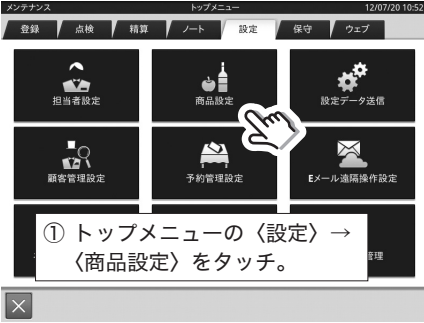 メンテナンス トップメニュー 12/07/20 10:52
登録 点検 精算 ノート 設定 保守 ウェブ
担当者設定 商品設定 設定データ送信
顧客管理設定 予約管理設定 Eメール遠隔操作設定
① トップメニューの〈設定〉→
〈商品設定〉をタッチ。
管理